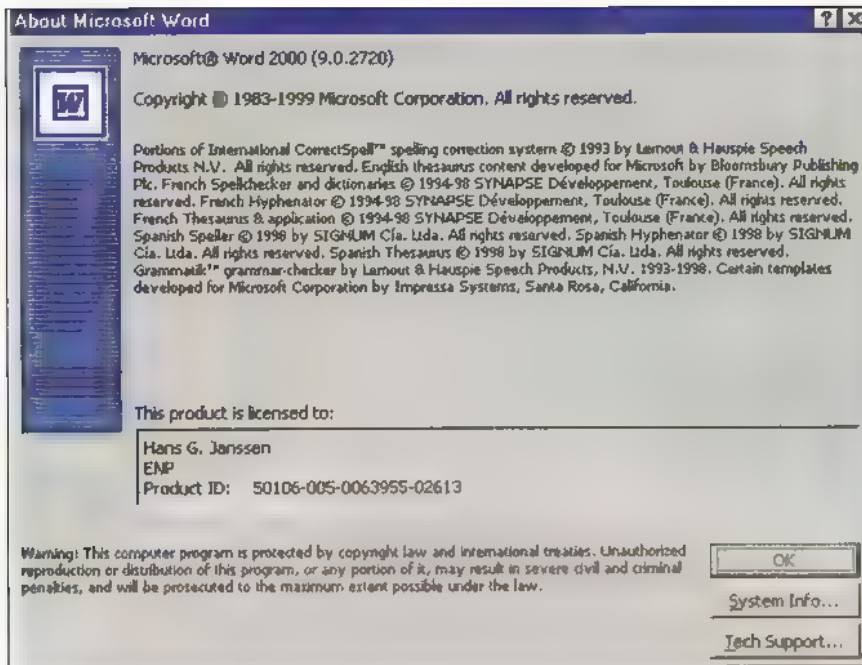 About Microsoft Word
Microsoft® Word 2000 (9.0.2720)
Copyright © 1983-1999 Microsoft Corporation. All rights reserved.
Portions of International CorrectSpell™ spelling correction system © 1993 by Lernout & Hauspie Speech
Products N.V. All rights reserved. English thesaurus content developed for Microsoft by Bloomsbury Publishing
Plc. French Spellchecker and dictionaries © 1994-98 SYNAPSE Développement, Toulouse (France). All rights
reserved. French Hyphenator © 1994-98 SYNAPSE Développement, Toulouse (France). All rights reserved.
French Thesaurus & application © 1994-98 SYNAPSE Développement, Toulouse (France). All rights reserved.
Spanish Speller © 1998 by SIGNUM Cía. Ltda. All rights reserved. Spanish Hyphenator © 1998 by SIGNUM
Cía. Ltda. All rights reserved. Spanish Thesaurus © 1998 by SIGNUM Cía. Ltda. All rights reserved.
Grammatik™ grammar-checker by Lernout & Hauspie Speech Products, N.V. 1993-1998. Certain templates
developed for Microsoft Corporation by Impressa Systems, Santa Rosa, California.
This product is licensed to:
Hans G. Janssen
ENP
Product ID: 50106-005-0063955-02613
Warning: This computer program is protected by copyright law and international treaties. Unauthorized
reproduction or distribution of this program, or any portion of it, may result in severe civil and criminal
penalties, and will be prosecuted to the maximum extent possible under the law.
OK
System Info...
Tech Support...